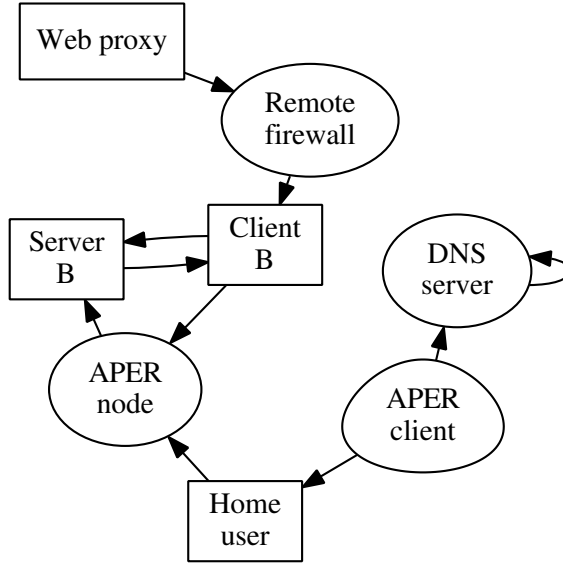 Web proxy
Remote
firewall
Client
B
Server
B
DNS
server
APER
node
APER
client
Home
user